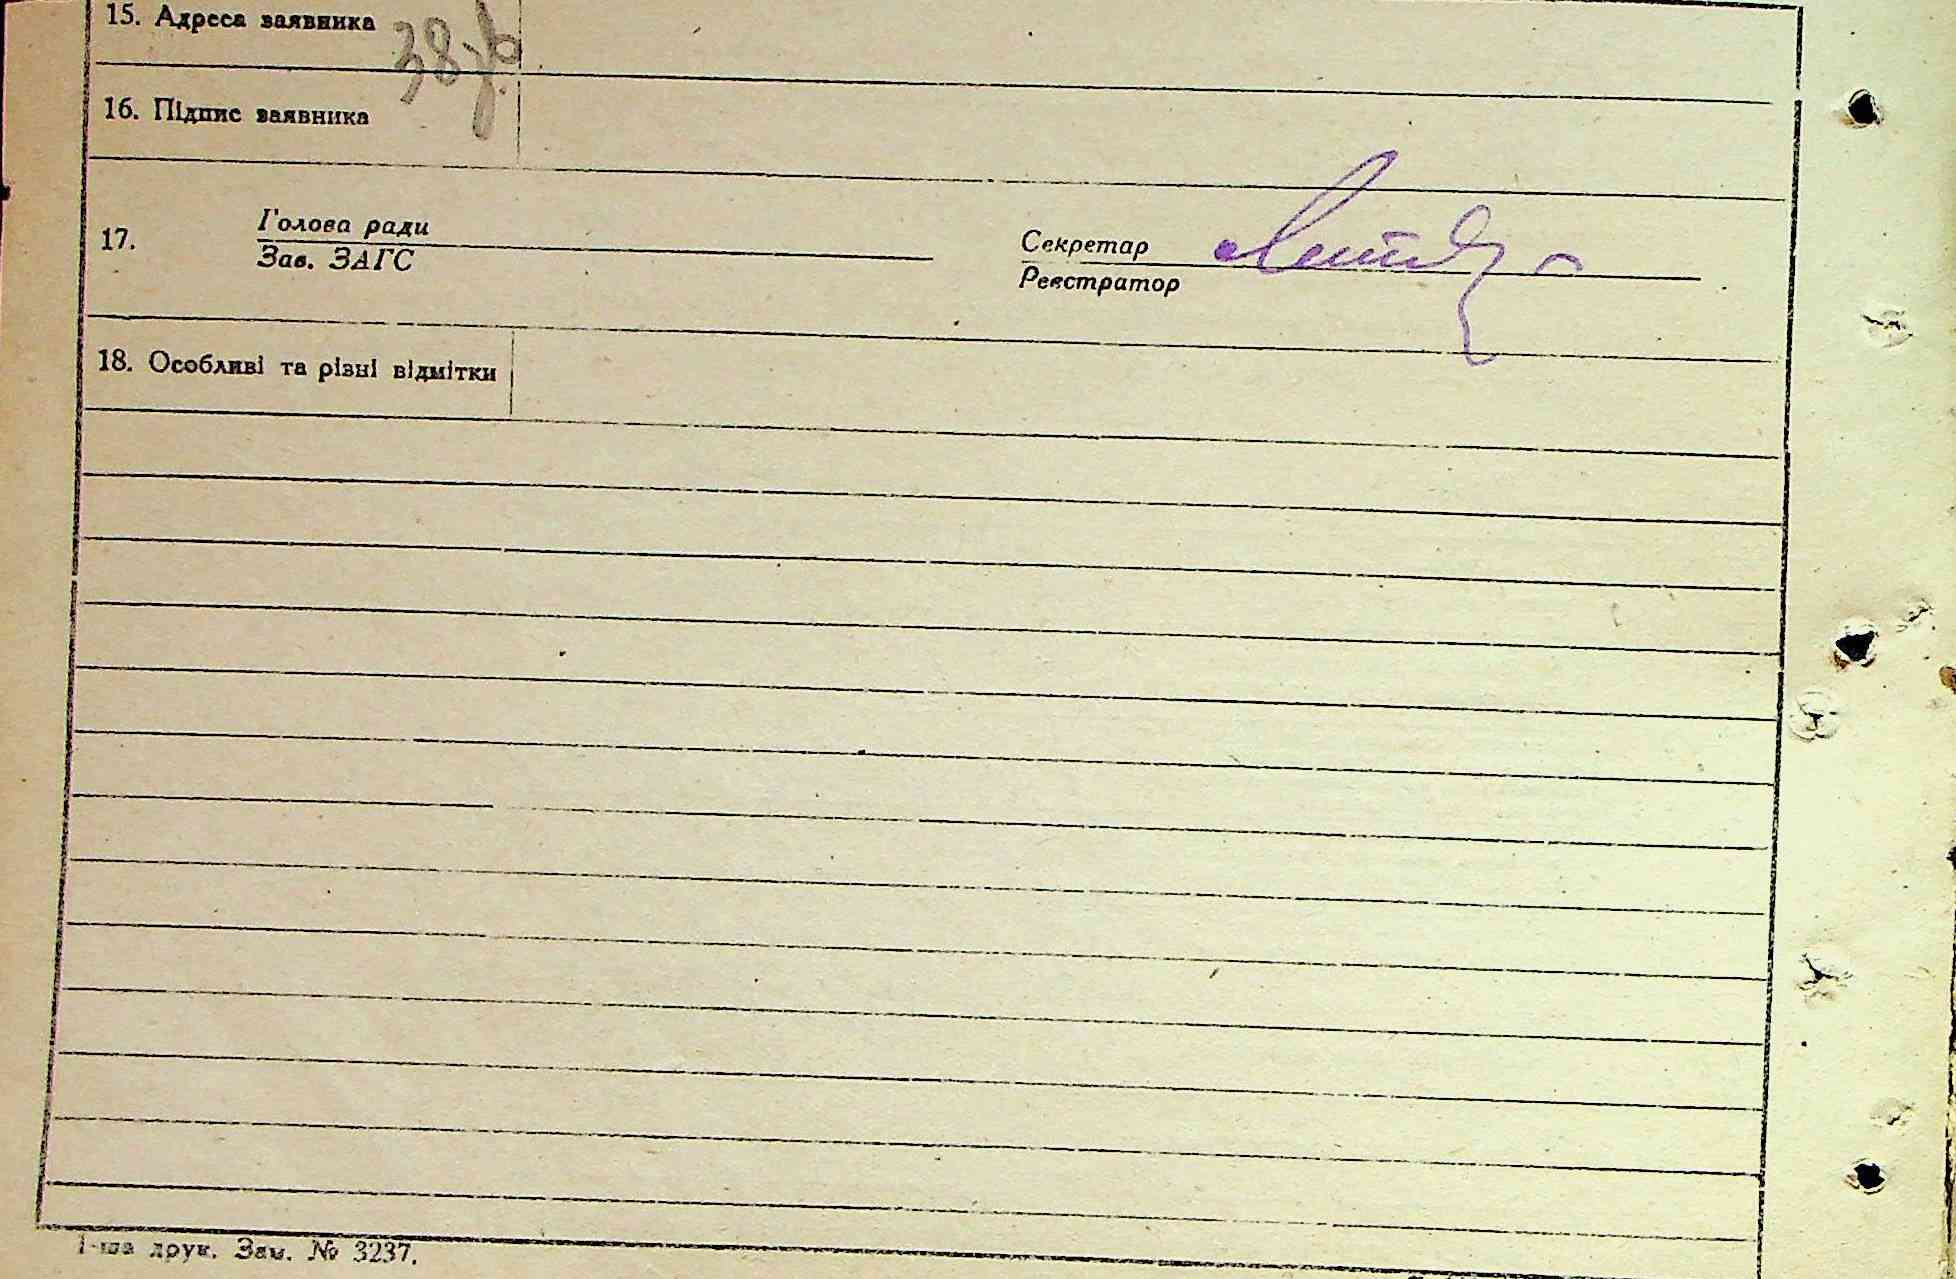 15. Адреса заявника
38
16. Підпис заявника
17. Голова ради
Зав. ЗАГС
Секретар
Реєстратор
18. Особливі та різні відмітки
1-ша друк. Зам. № 3237.